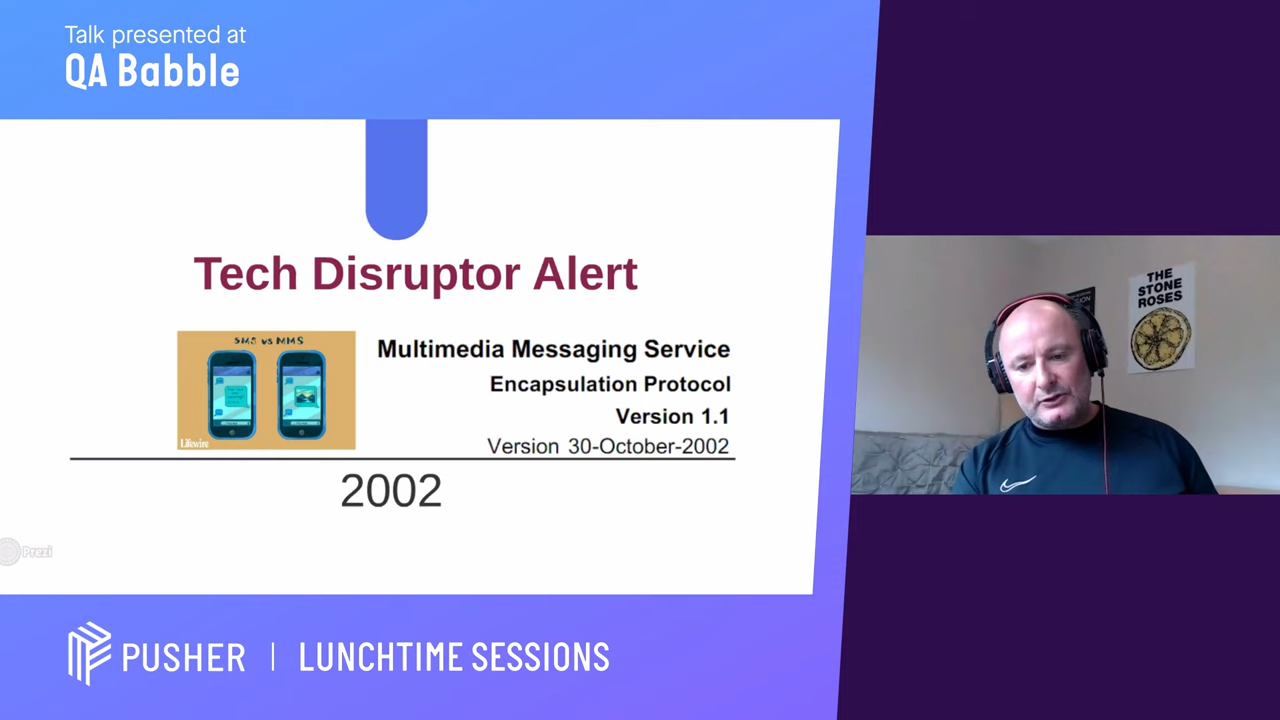 Talk presented at
QA Babble
Tech Disruptor Alert
SMS vs MMS
Lifewire
Multimedia Messaging Service
Encapsulation Protocol
Version 1.1
Version 30-October-2002
2002
Prezi
PUSHER | LUNCHTIME SESSIONS
THE
STONE
ROSES